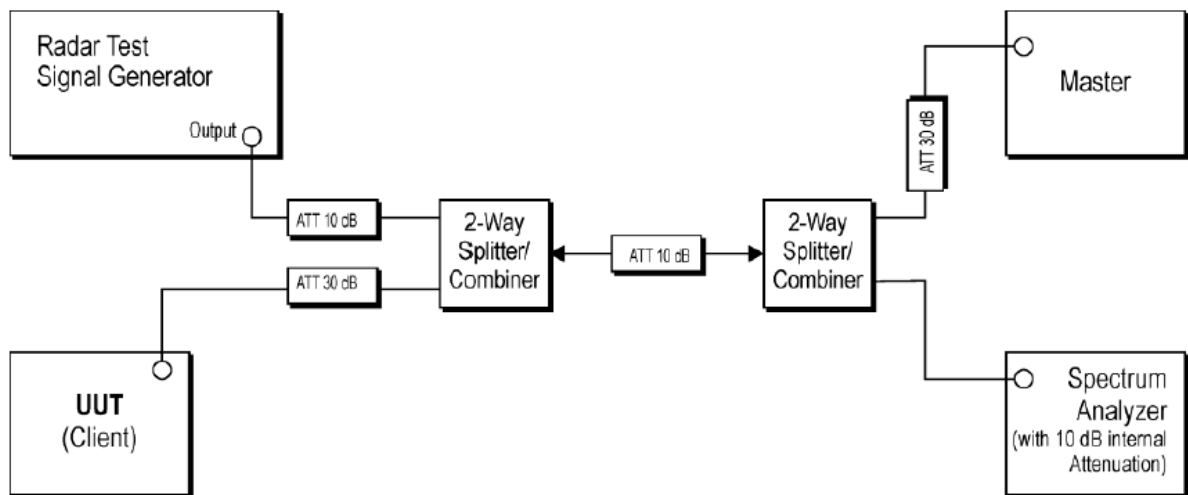 Radar Test
Signal Generator
Output
ATT 10 dB
ATT 30 dB
2-Way
Splitter/
Combiner
ATT 10 dB
2-Way
Splitter/
Combiner
ATT 30 dB
Master
UUT
(Client)
Spectrum
Analyzer
(with 10 dB internal
Attenuation)